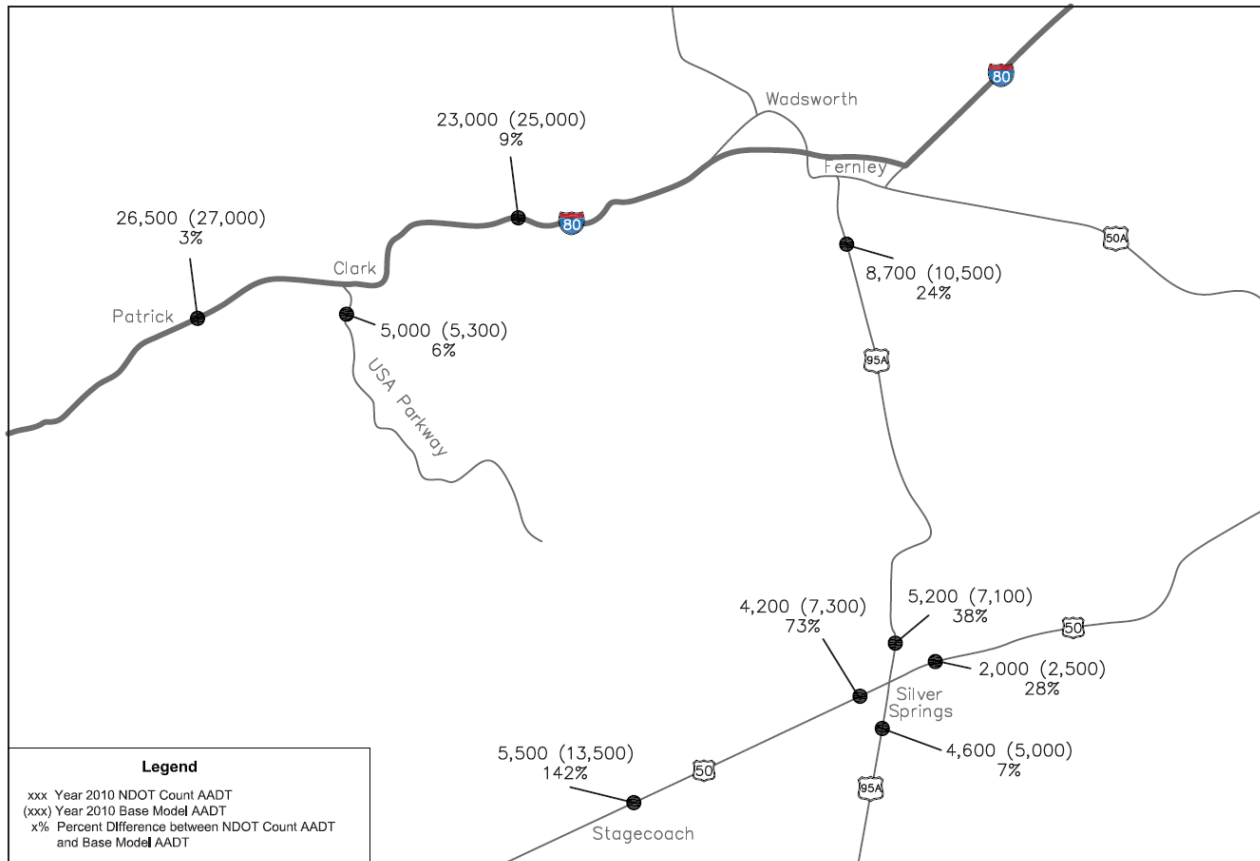 80
Wadsworth
23,000 (25,000)
9%
Fernley
26,500 (27,000)
3%
80
50A
Clark
8,700 (10,500)
24%
Patrick
5,000 (5,300)
6%
95A
USA Parkway
4,200 (7,300)
73%
5,200 (7,100)
38%
50
2,000 (2,500)
28%
Silver
Springs
5,500 (13,500)
142%
4,600 (5,000)
7%
50
95A
Stagecoach
Legend
xxx Year 2010 NDOT Count AADT
(xxx) Year 2010 Base Model AADT
x% Percent Difference between NDOT Count AADT
and Base Model AADT